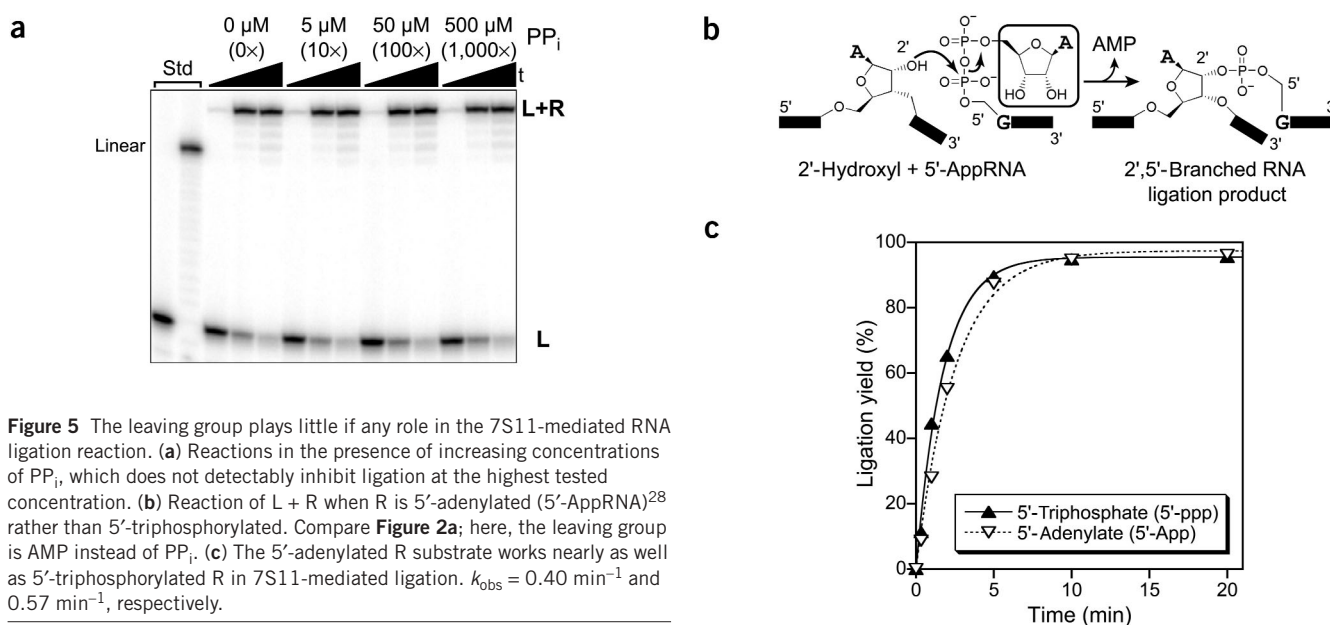 a
0 µM 5 µM 50 µM 500 µM PPi
(0×) (10×) (100×) (1,000×)
Std
t
L+R
Linear
L
b
A 2' OH
O O=P–O⁻ O
O=P–O⁻
O
A
HO OH
AMP
A 2' O–P–O
O
O⁻
5'
5' O O
3'
G 3'
5' O O
3'
G 3'
2'-Hydroxyl + 5'-AppRNA
2',5'-Branched RNA
ligation product
c
Ligation yield (%)
100
80
60
40
20
0
5'-Triphosphate (5'-ppp)
5'-Adenylate (5'-App)
0 5 10 15 20
Time (min)
Figure 5 The leaving group plays little if any role in the 7S11-mediated RNA
ligation reaction. (a) Reactions in the presence of increasing concentrations
of PPi, which does not detectably inhibit ligation at the highest tested
concentration. (b) Reaction of L + R when R is 5′-adenylated (5′-AppRNA)²⁸
rather than 5′-triphosphorylated. Compare Figure 2a; here, the leaving group
is AMP instead of PPi. (c) The 5′-adenylated R substrate works nearly as well
as 5′-triphosphorylated R in 7S11-mediated ligation. kobs = 0.40 min⁻¹ and
0.57 min⁻¹, respectively.